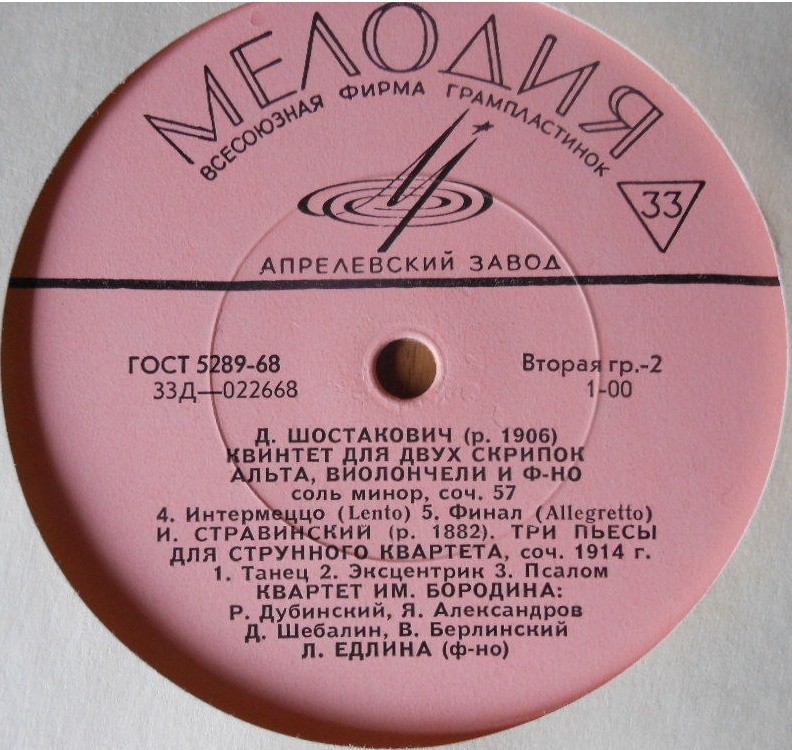 МЕЛОДИЯ
ВСЕСОЮЗНАЯ ФИРМА ГРАМПЛАСТИНОК
33
АПРЕЛЕВСКИЙ ЗАВОД
ГОСТ 5289-68
33Д—022668
Вторая гр.-2
1-00
Д. ШОСТАКОВИЧ (р. 1906)
КВИНТЕТ ДЛЯ ДВУХ СКРИПОК
АЛЬТА, ВИОЛОНЧЕЛИ И Ф-НО
соль минор, соч. 57
4. Интермеццо (Lento) 5. Финал (Allegretto)
И. СТРАВИНСКИЙ (р. 1882). ТРИ ПЬЕСЫ
ДЛЯ СТРУННОГО КВАРТЕТА, соч. 1914 г.
1. Танец 2. Эксцентрик 3. Псалом
КВАРТЕТ ИМ. БОРОДИНА:
Р. Дубинский, Я. Александров
Д. Шебалин, В. Берлинский
Л. ЕДЛИНА (ф-но)